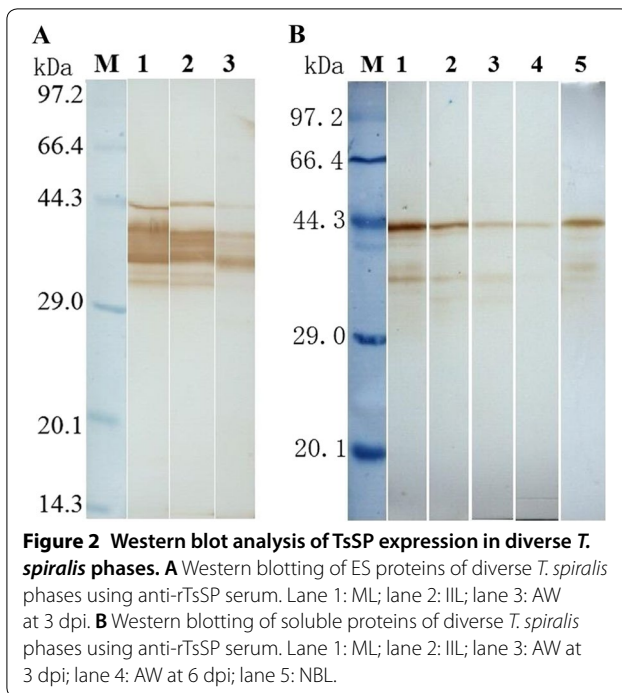 A
kDa M 1 2 3
97.2
66.4
44.3
29.0
20.1
14.3
B
kDa M 1 2 3 4 5
97.2
66.4
44.3
29.0
20.1
Figure 2 Western blot analysis of TsSP expression in diverse T.
spiralis phases. A Western blotting of ES proteins of diverse T. spiralis
phases using anti-rTsSP serum. Lane 1: ML; lane 2: IIL; lane 3: AW
at 3 dpi. B Western blotting of soluble proteins of diverse T. spiralis
phases using anti-rTsSP serum. Lane 1: ML; lane 2: IIL; lane 3: AW at
3 dpi; lane 4: AW at 6 dpi; lane 5: NBL.